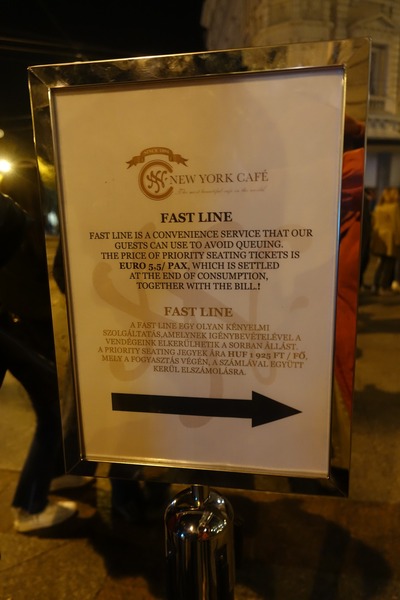 SINCE 1894
NEW YORK CAFÉ
The most beautiful café in the world
FAST LINE
FAST LINE IS A CONVENIENCE SERVICE THAT OUR
GUESTS CAN USE TO AVOID QUEUING.
THE PRICE OF PRIORITY SEATING TICKETS IS
EURO 5,5/ PAX, WHICH IS SETTLED
AT THE END OF CONSUMPTION,
TOGETHER WITH THE BILL.!
FAST LINE
A FAST LINE EGY OLYAN KÉNYELMI
SZOLGÁLTATÁS,AMELYNEK IGÉNYBEVÉTELÉVEL A
VENDÉGEINK ELKERÜLHETIK A SORBAN ÁLLÁST.
A PRIORITY SEATING JEGYEK ÁRA HUF 1 925 FT / FŐ,
MELY A FOGYASZTÁS VÉGÉN, A SZÁMLÁVAL EGYÜTT
KERÜL ELSZÁMOLÁSRA.